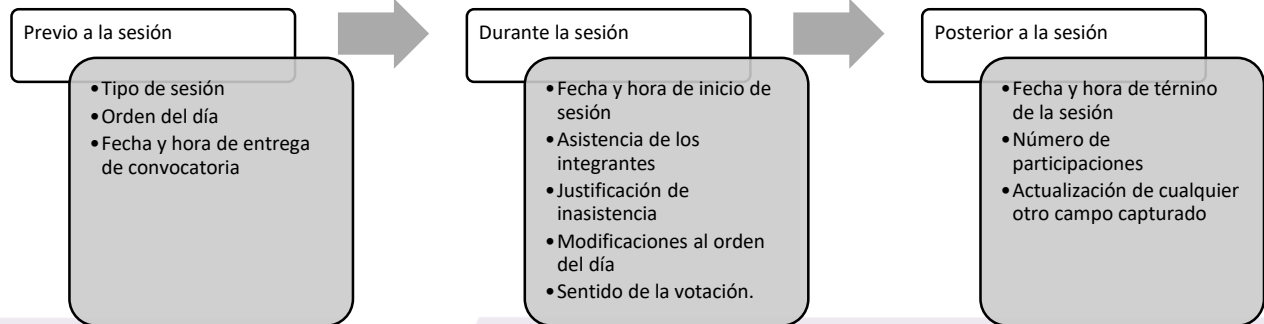 Previo a la sesión
•Tipo de sesión
•Orden del día
•Fecha y hora de entrega
de convocatoria
Durante la sesión
•Fecha y hora de inicio de
sesión
•Asistencia de los
integrantes
•Justificación de
inasistencia
•Modificaciones al orden
del día
•Sentido de la votación.
Posterior a la sesión
•Fecha y hora de térnino
de la sesión
•Número de
participaciones
•Actualización de cualquier
otro campo capturado